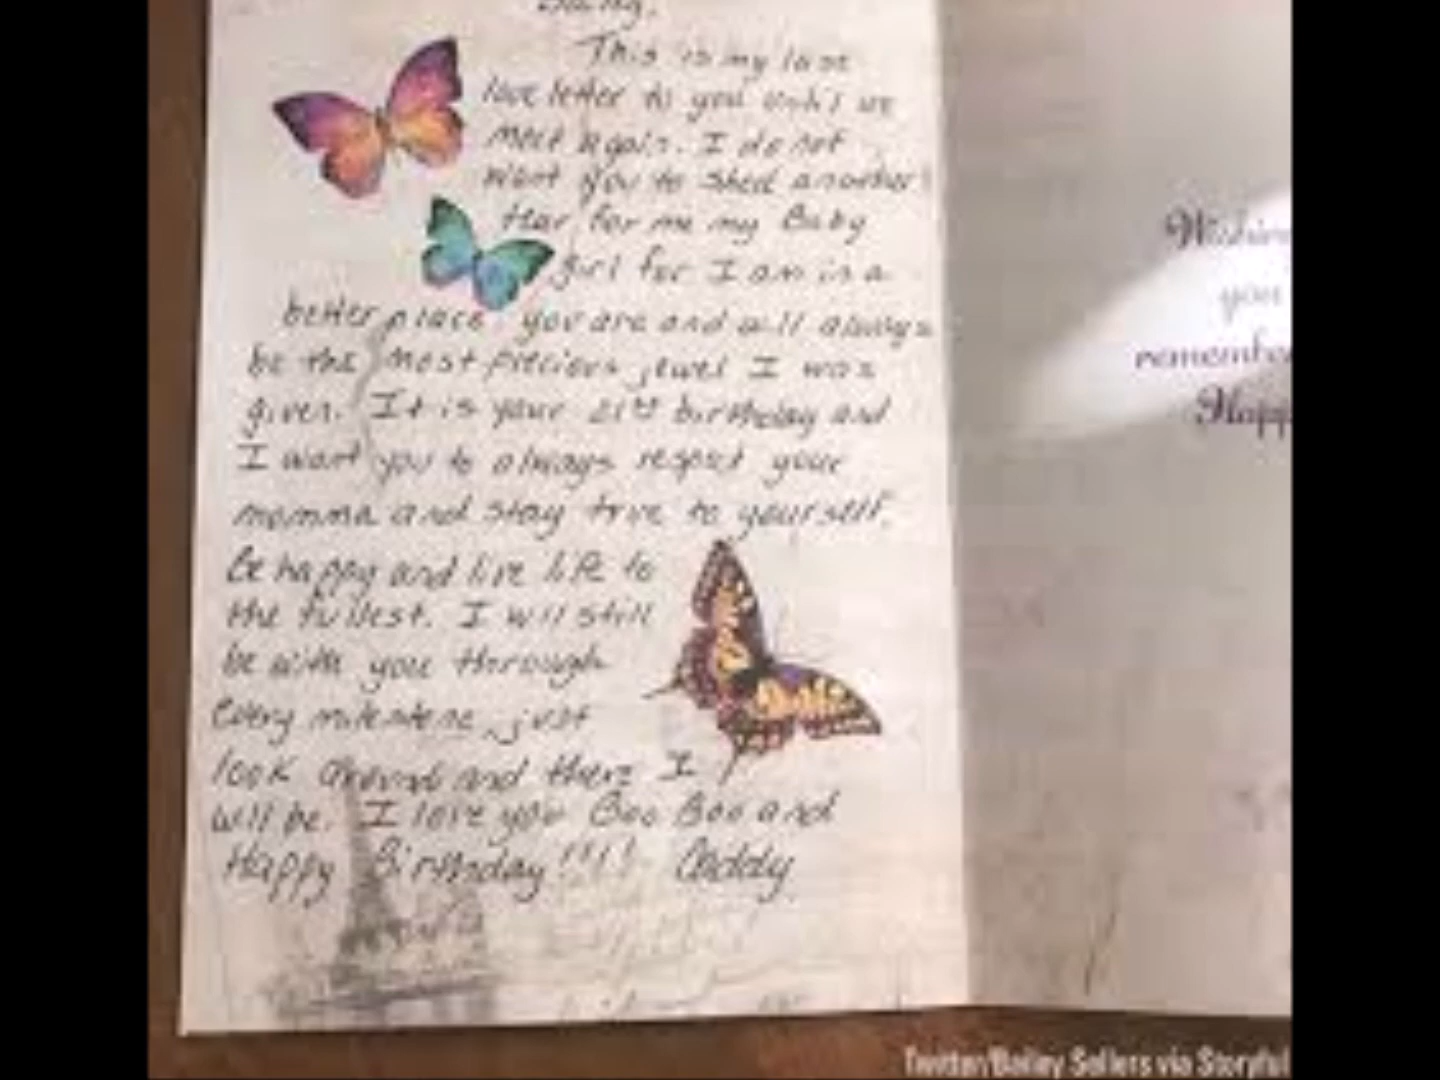 Bailey,
This is my last
love letter to you until we
meet again. I do not
want you to shed another
tear for me my Baby
girl for I am in a
better place you are and will always
be the most precious jewel I was
given. It is your 21st birthday and
I want you to always respect your
momma and stay true to yourself.
Be happy and live life to
the fullest. I will still
be with you through
every milestone, just
look around and there I
will be. I love you Boo Boo and
Happy Birthday!!!! Daddy
you
Twitter/Bailey Sellers via Storyful